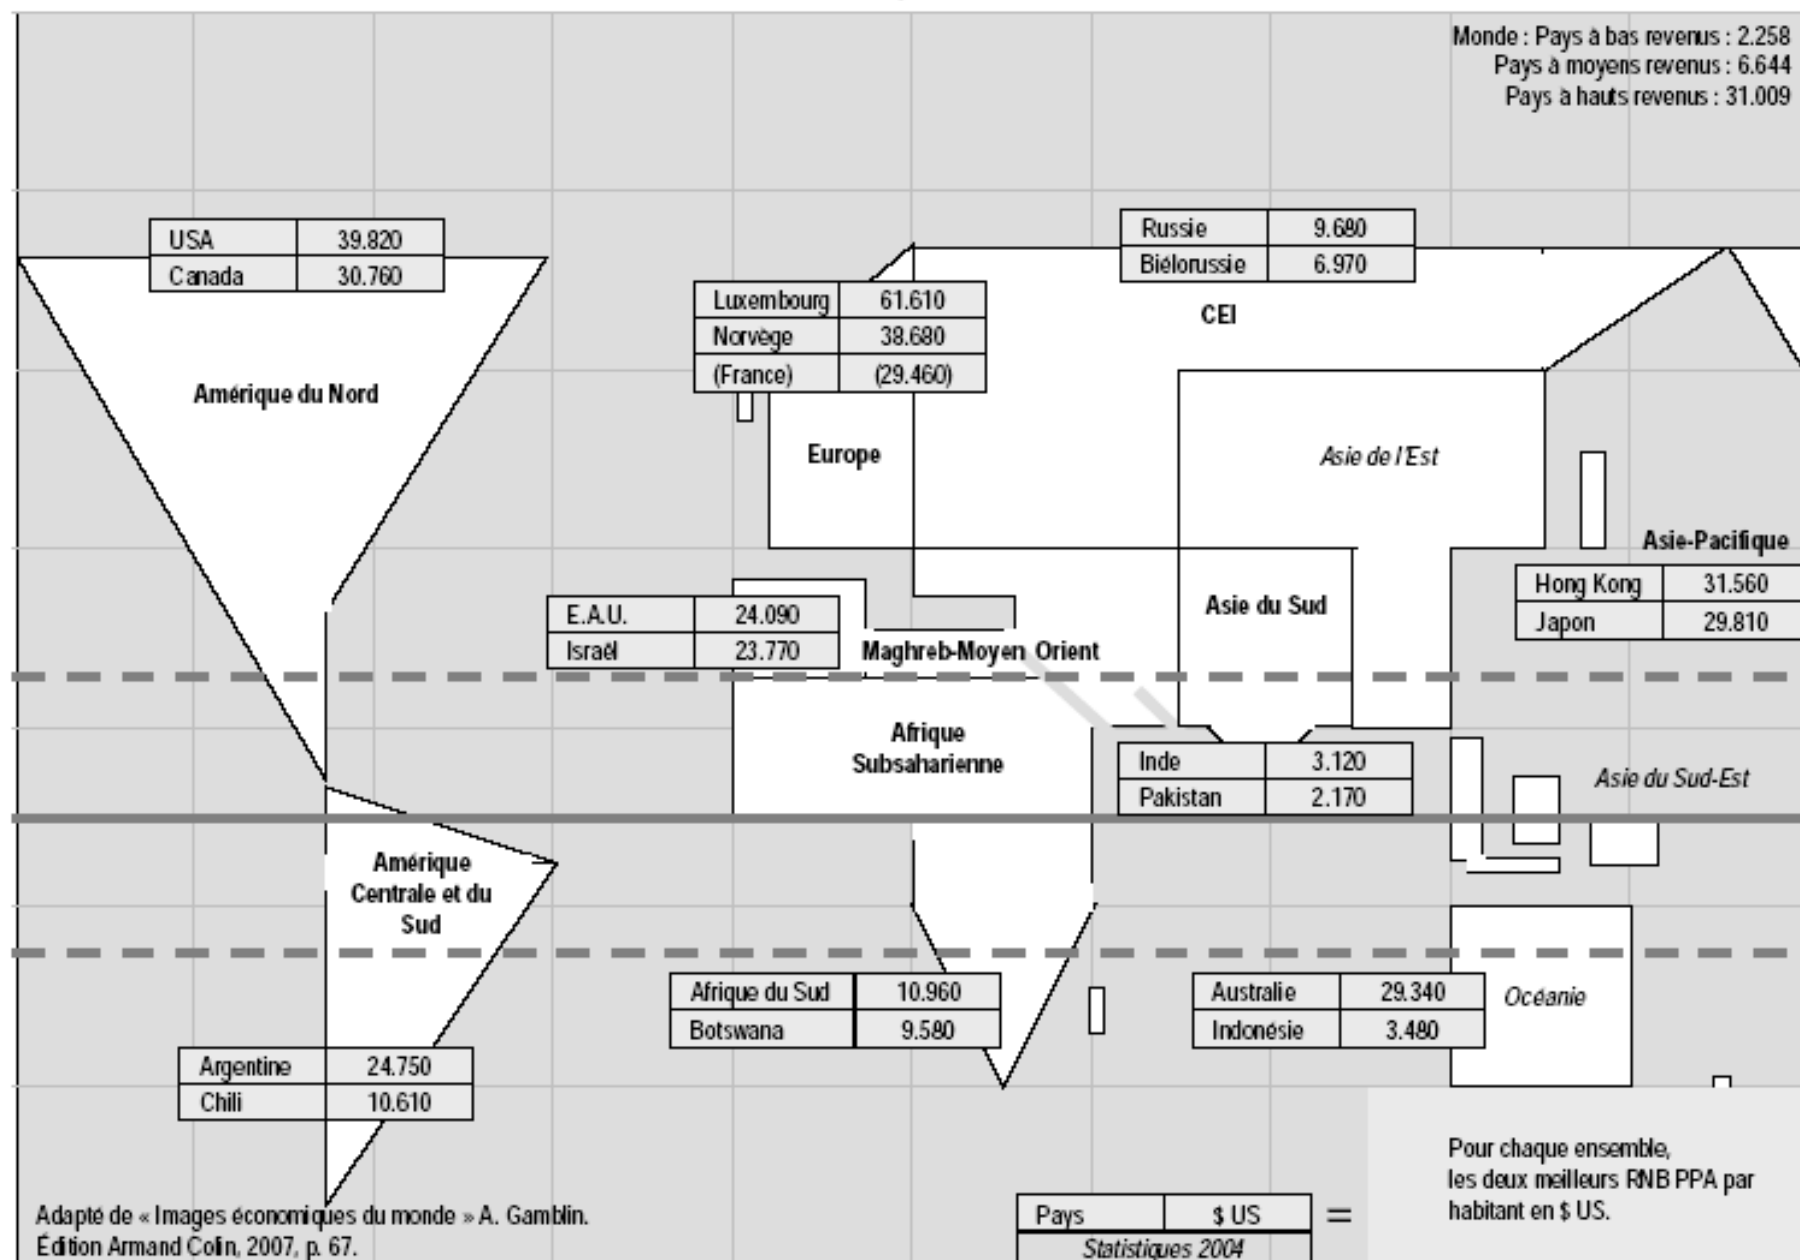 Monde : Pays à bas revenus : 2.258
Pays à moyens revenus : 6.644
Pays à hauts revenus : 31.009
USA 39.820
Canada 30.760
Russie 9.680
Biélorussie 6.970
Luxembourg 61.610
Norvège 38.680
(France) (29.460)
CEI
Amérique du Nord
Europe
Asie de l'Est
Asie-Pacifique
Hong Kong 31.560
Japon 29.810
E.A.U. 24.090
Israël 23.770
Maghreb-Moyen Orient
Asie du Sud
Afrique
Subsaharienne
Inde 3.120
Pakistan 2.170
Asie du Sud-Est
Amérique
Centrale et du
Sud
Afrique du Sud 10.960
Botswana 9.580
Australie 29.340
Indonésie 3.480
Océanie
Argentine 24.750
Chili 10.610
Pour chaque ensemble,
les deux meilleurs RNB PPA par
habitant en $ US.
Pays $ US =
Statistiques 2004
Adapté de « Images économiques du monde » A. Gamblin.
Édition Armand Colin, 2007, p. 67.